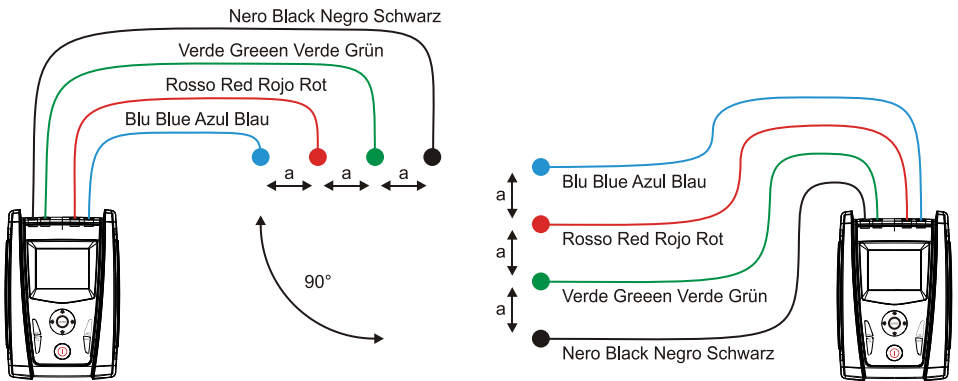 Nero Black Negro Schwarz
Verde Greeen Verde Grün
Rosso Red Rojo Rot
Blu Blue Azul Blau
a a a
90°
Blu Blue Azul Blau
a
Rosso Red Rojo Rot
a
Verde Greeen Verde Grün
a
Nero Black Negro Schwarz